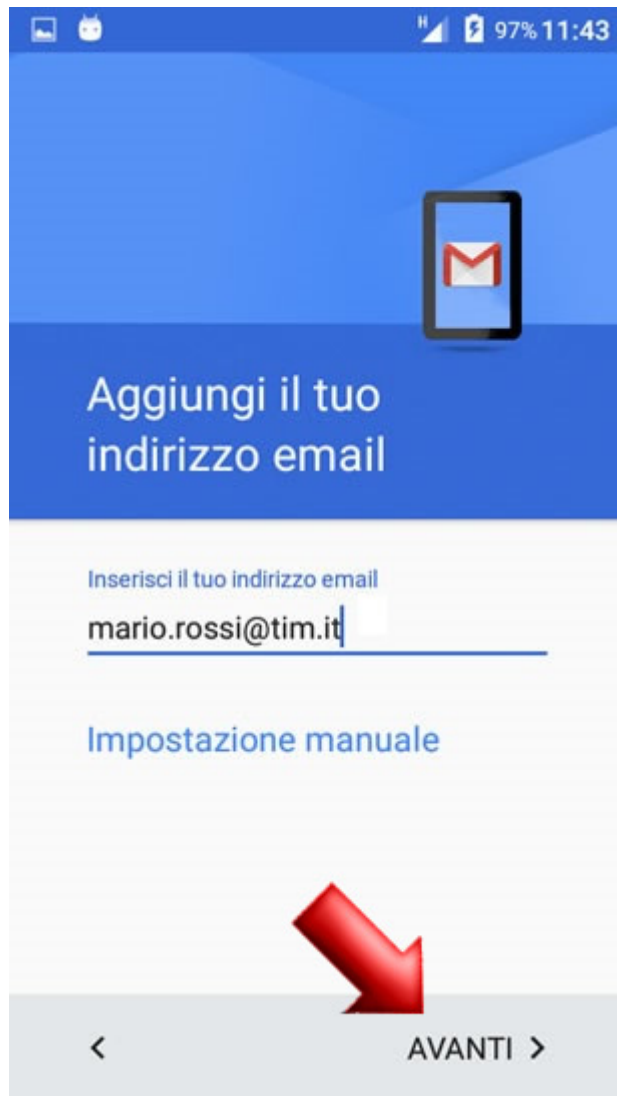 H 97% 11:43
Aggiungi il tuo
indirizzo email
Inserisci il tuo indirizzo email
mario.rossi@tim.it
Impostazione manuale
< AVANTI >